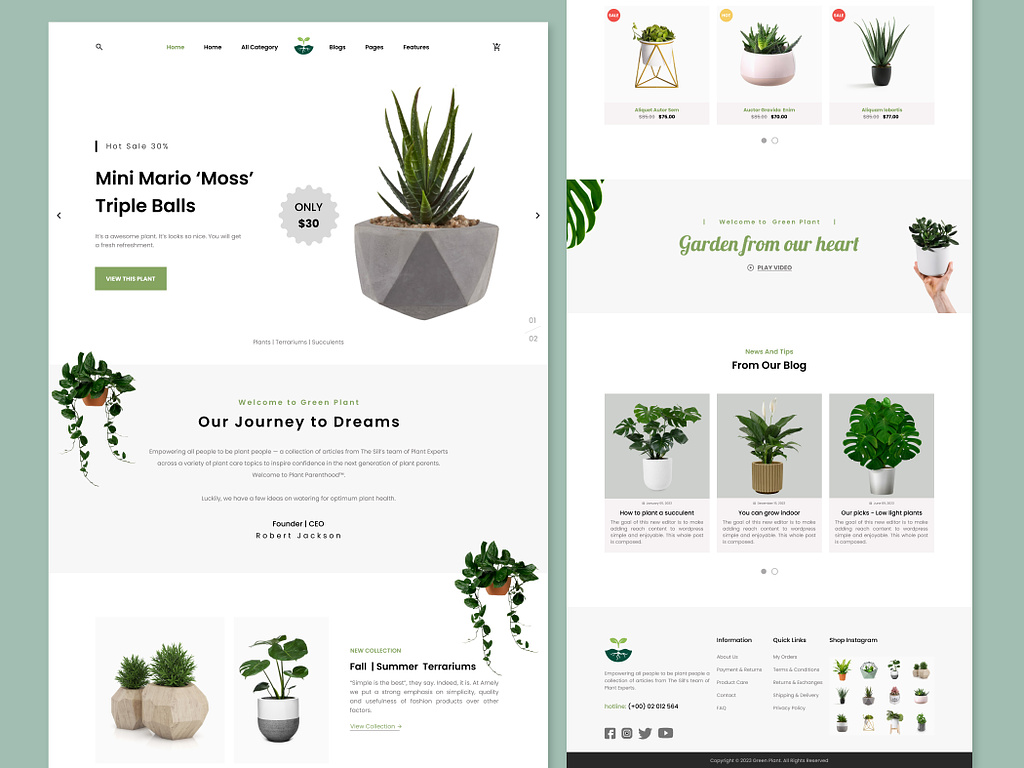 Home
Home
All Category
Blogs
Pages
Features
Hot Sale 30%
Mini Mario ‘Moss’
Triple Balls
It's a awesome plant. It's looks so nice. You will get
a fresh refreshment.
VIEW THIS PLANT
ONLY
$30
01
02
Plants | Terrariums | Succulents
Welcome to Green Plant
Our Journey to Dreams
Empowering all people to be plant people — a collection of articles from The Sill's team of Plant Experts
across a variety of plant care topics to inspire confidence in the next generation of plant parents.
Welcome to Plant Parenthood™.
Luckily, we have a few ideas on watering for optimum plant health.
Founder | CEO
Robert Jackson
NEW COLLECTION
Fall | Summer Terrariums
“Simple is the best”, they say. Indeed, it is. At Amely
we put a strong emphasis on simplicity, quality
and usefulness of fashion products over other
factors.
View Collection →
SALE
SALE
Aliquet Autor Sem
$95.00 $75.00
Auctor Gravida Enim
$85.00 $70.00
Aliquam lobortis
$85.00 $77.00
| Welcome to Green Plant |
Garden from our heart
PLAY VIDEO
News And Tips
From Our Blog
How to plant a succulent
The goal of this new editor is to make
adding reach content to wordpress
simple and enjoyable. This whole post
is composed.
You can grow indoor
The goal of this new editor is to make
adding reach content to wordpress
simple and enjoyable. This whole post
is composed.
Our picks - Low light plants
The goal of this new editor is to make
adding reach content to wordpress
simple and enjoyable. This whole post
is composed.
Empowering all people to be plant people a
collection of articles from The Sill's team of
Plant Experts.
hotline: (+00) 02 012 564
Information
About Us
Payment & Returns
Product Care
Contact
FAQ
Quick Links
My Orders
Terms & Conditions
Returns & Exchanges
Shipping & Delivery
Privacy Policy
Shop Instagram
Copyright © 2023 Green Plant. All Rights Reserved